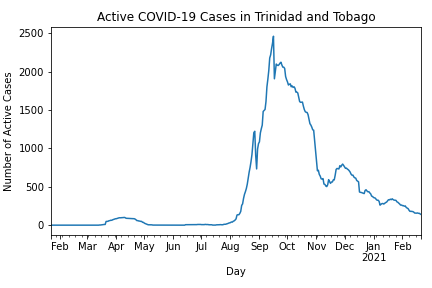 Active COVID-19 Cases in Trinidad and Tobago
Number of Active Cases
2500
2000
1500
1000
500
0
Feb Mar Apr May Jun Jul Aug Sep Oct Nov Dec Jan Feb
2021
Day